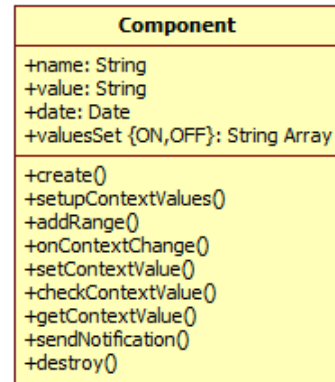 Component
+name: String
+value: String
+date: Date
+valuesSet {ON,OFF}: String Array
+create()
+setupContextValues()
+addRange()
+onContextChange()
+setContextValue()
+checkContextValue()
+getContextValue()
+sendNotification()
+destroy()